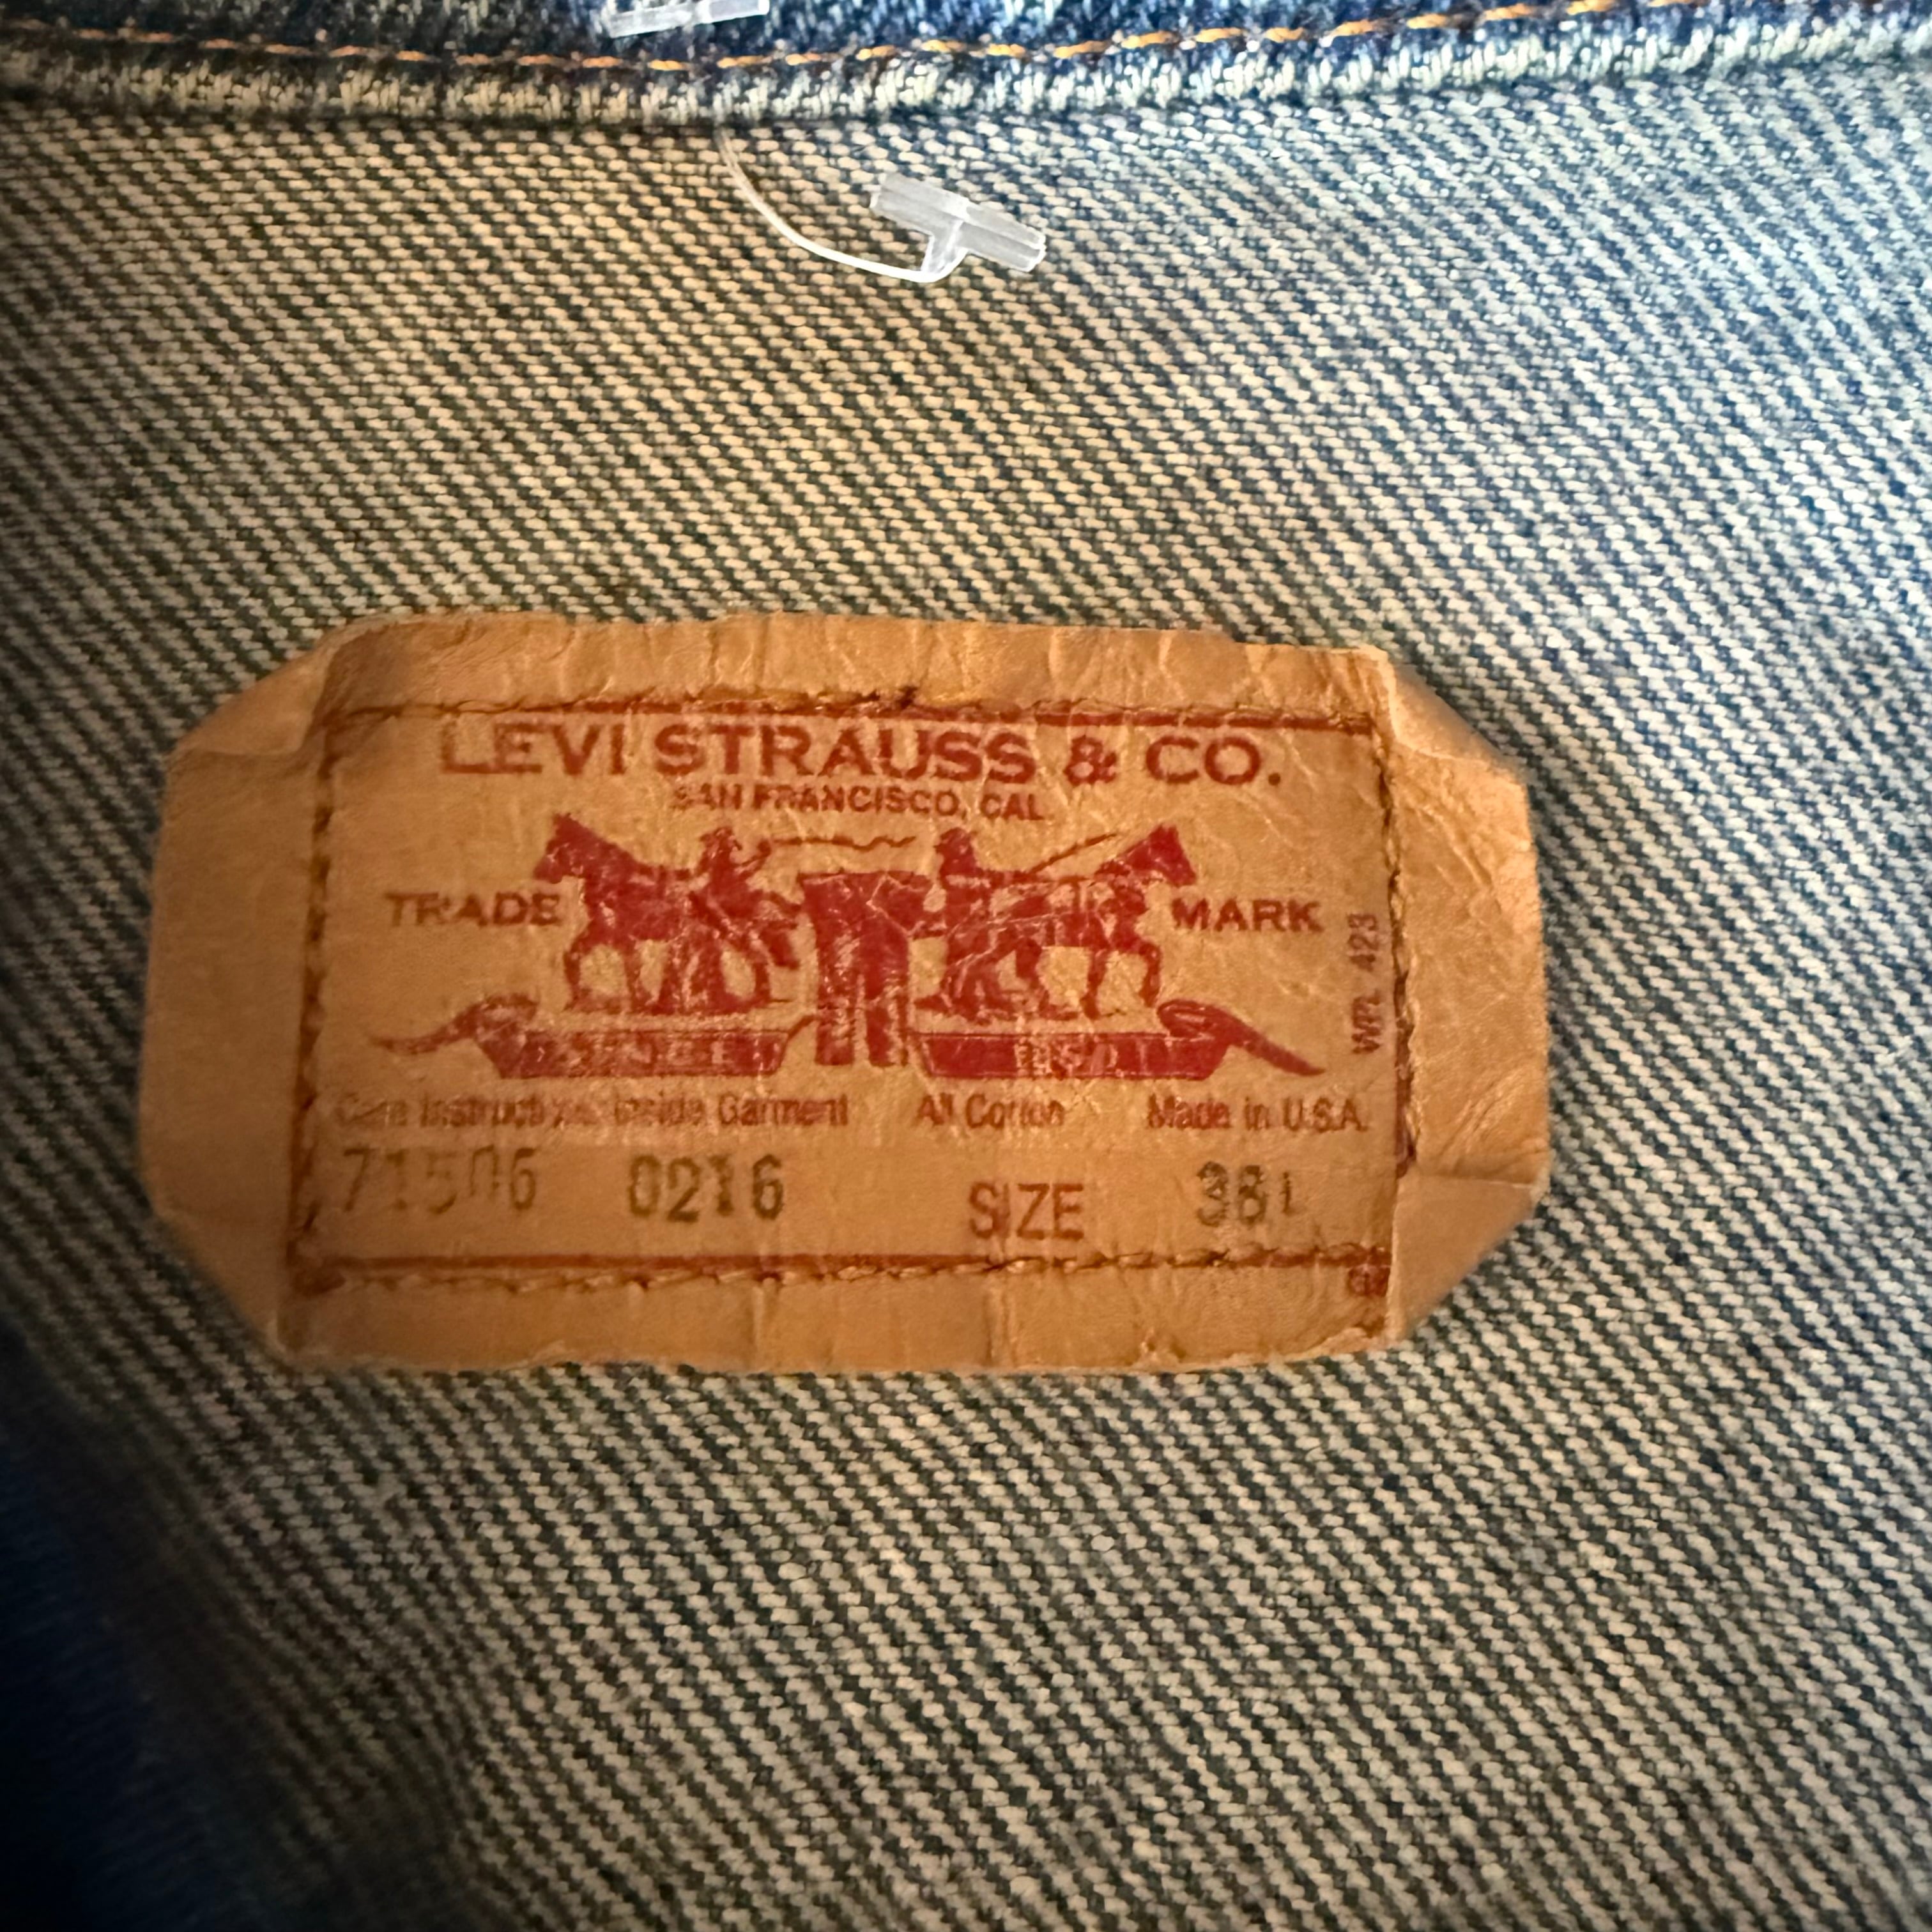 LEVI STRAUSS & CO.
SAN FRANCISCO, CAL
TRADE MARK
WPL 423
Care Instructions Inside Garment All Cotton Made in U.S.A.
71506 0216 SIZE 38L